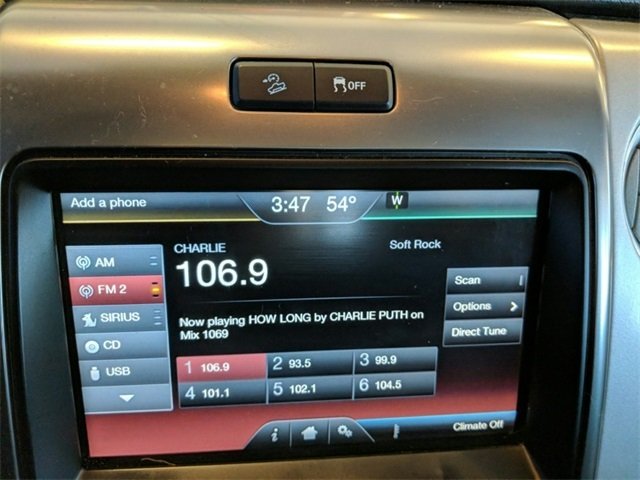 OFF
Add a phone
3:47 54° W
CHARLIE
Soft Rock
106.9
AM
FM 2
SIRIUS
CD
USB
Scan
Options
Direct Tune
Now playing HOW LONG by CHARLIE PUTH on
Mix 1069
1 106.9 2 93.5 3 99.9
4 101.1 5 102.1 6 104.5
i
Climate Off